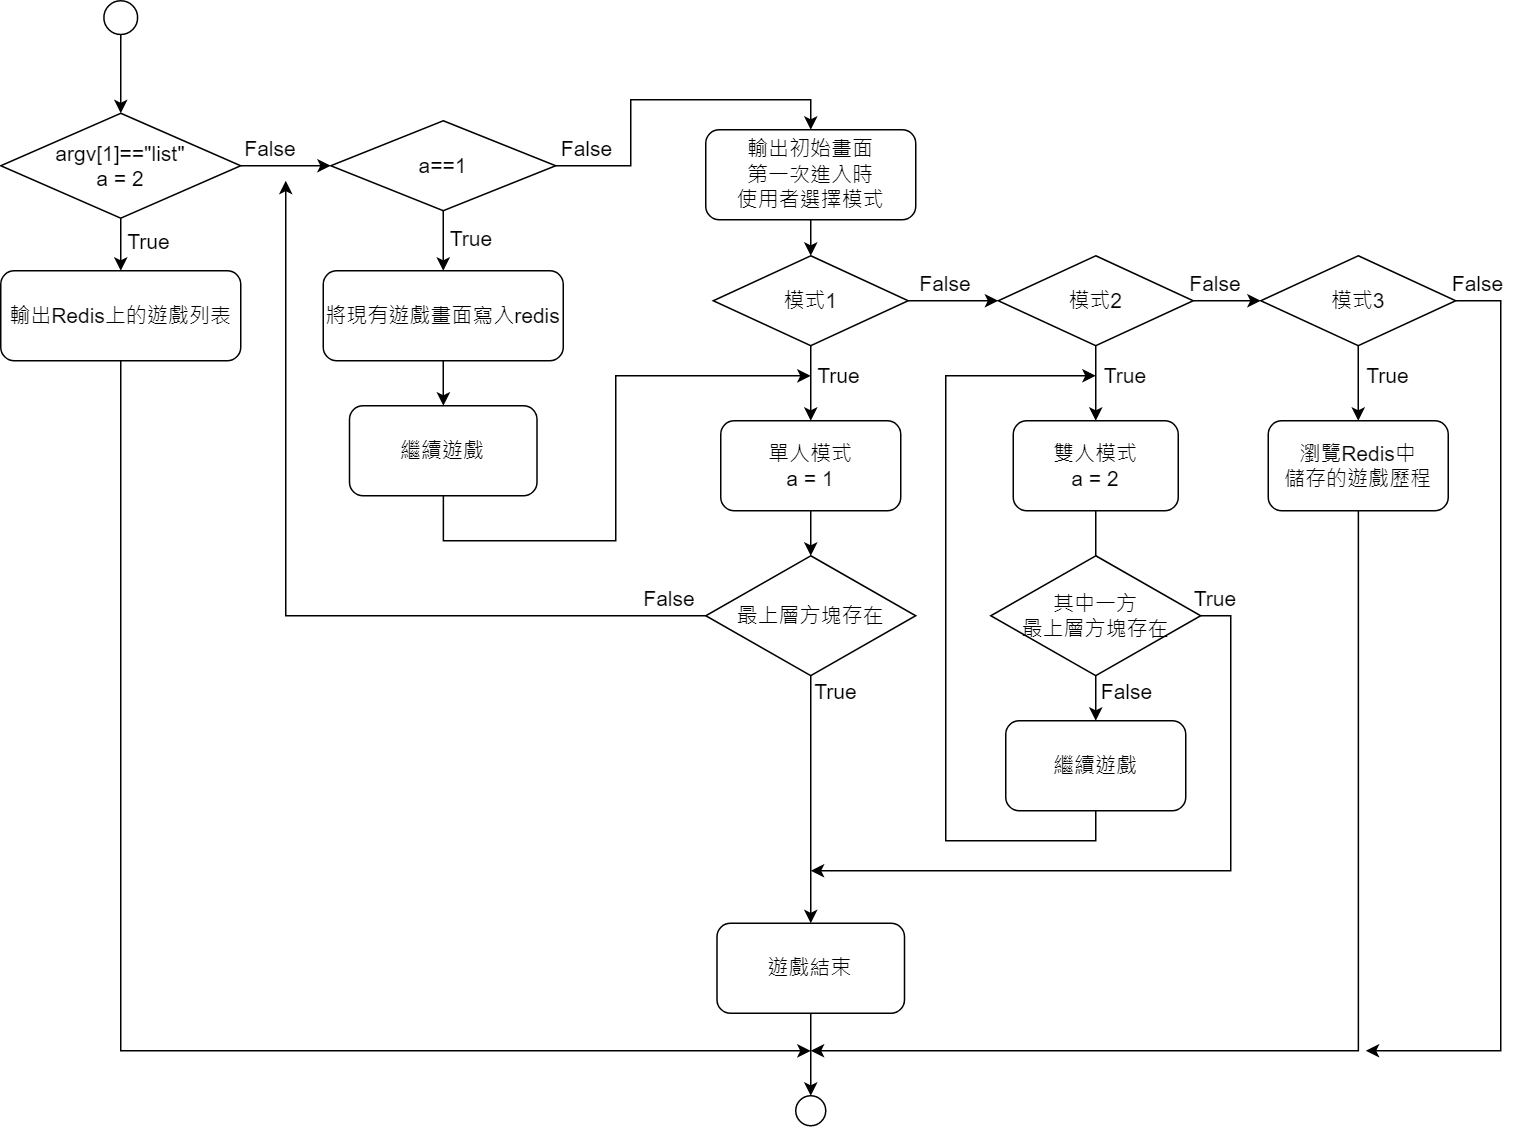 argv[1]=="list"
a = 2
False
True
輸出Redis上的遊戲列表
a==1
False
True
將現有遊戲畫面寫入redis
繼續遊戲
輸出初始畫面
第一次進入時
使用者選擇模式
模式1
False
True
單人模式
a = 1
最上層方塊存在
False
True
模式2
False
True
雙人模式
a = 2
其中一方
最上層方塊存在
True
False
繼續遊戲
模式3
False
True
瀏覽Redis中
儲存的遊戲歷程
遊戲結束